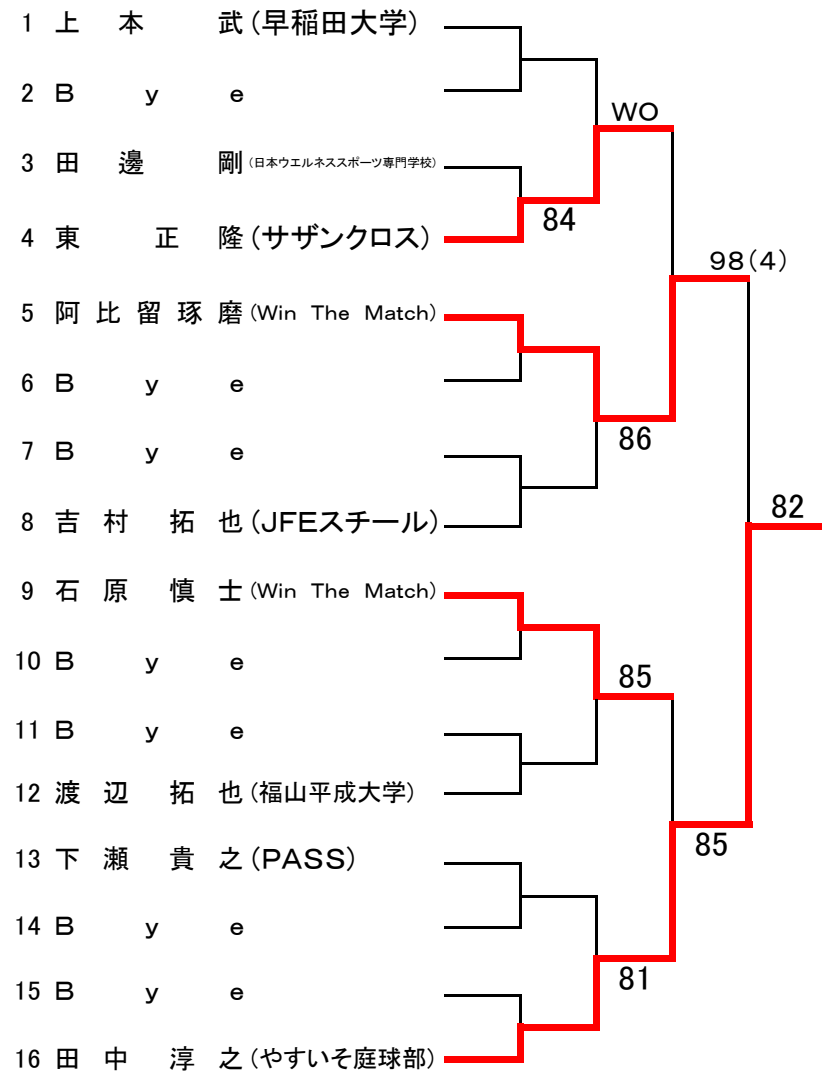 1 上 本 武 (早稲田大学)
2 B y e
WO
3 田 邊 剛 (日本ウエルネススポーツ専門学校)
84
4 東 正 隆 (サザンクロス)
98(4)
5 阿 比 留 琢 磨 (Win The Match)
6 B y e
86
7 B y e
82
8 吉 村 拓 也 (JFEスチール)
9 石 原 慎 士 (Win The Match)
10 B y e
85
11 B y e
12 渡 辺 拓 也 (福山平成大学)
85
13 下 瀬 貴 之 (PASS)
14 B y e
81
15 B y e
16 田 中 淳 之 (やすいそ庭球部)